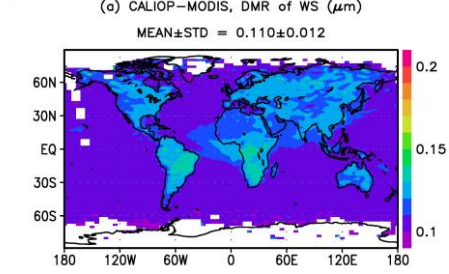 (a) CALIOP-MODIS, DMR of WS (μm)
MEAN±STD = 0.110±0.012
60N
30N
EQ
30S
60S
180 120W 60W 0 60E 120E 180
0.2
0.15
0.1